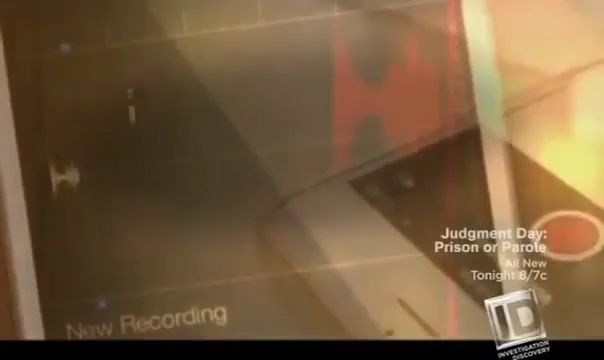 Judgment Day:
Prison or Parole
All New
Tonight 8/7c
ID
INVESTIGATION
DISCOVERY
New Recording